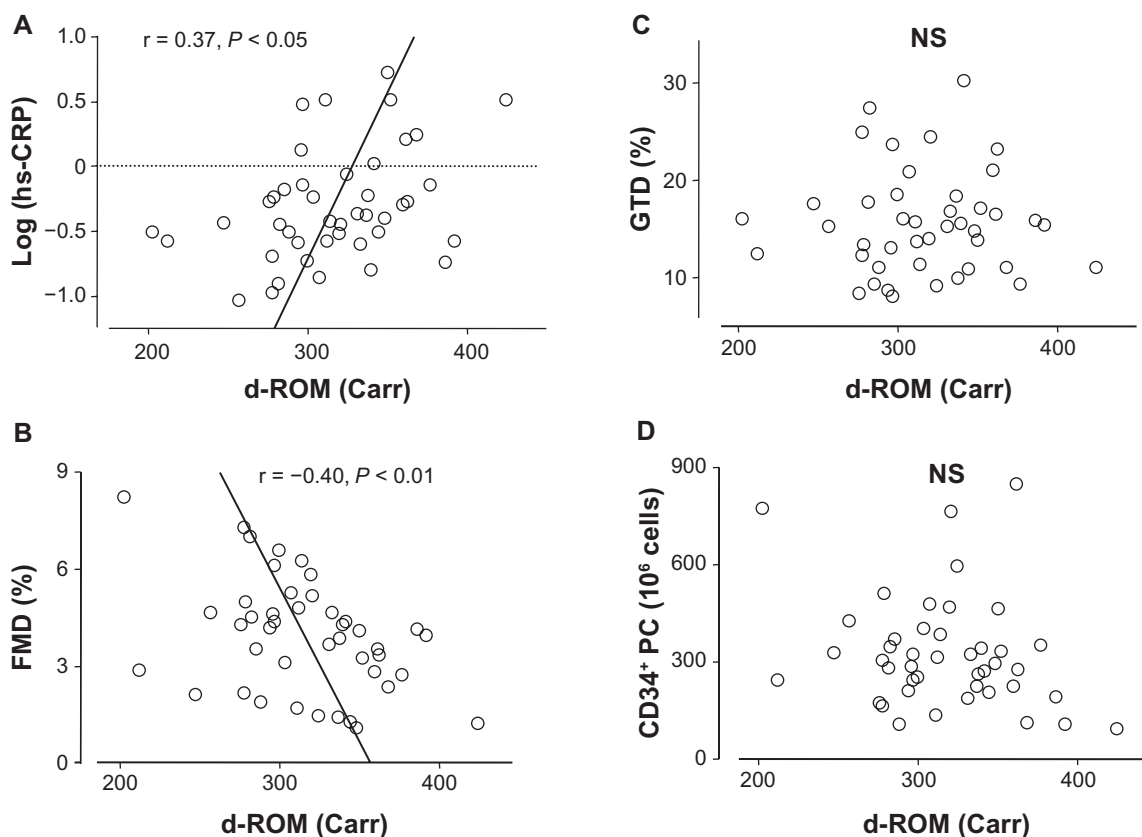 A
r = 0.37, P < 0.05
1.0
0.5
0
−0.5
−1.0
Log (hs-CRP)
200 300 400
d-ROM (Carr)
B
r = −0.40, P < 0.01
9
6
3
0
FMD (%)
200 300 400
d-ROM (Carr)
C
NS
30
20
10
GTD (%)
200 300 400
d-ROM (Carr)
D
NS
900
600
300
0
CD34⁺ PC (10⁶ cells)
200 300 400
d-ROM (Carr)